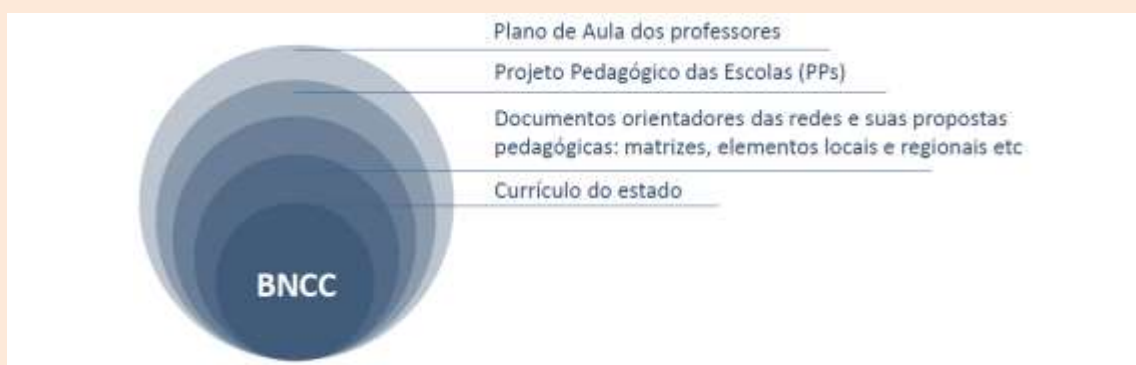 Plano de Aula dos professores
Projeto Pedagógico das Escolas (PPs)
Documentos orientadores das redes e suas propostas
pedagógicas: matrizes, elementos locais e regionais etc
Currículo do estado
BNCC